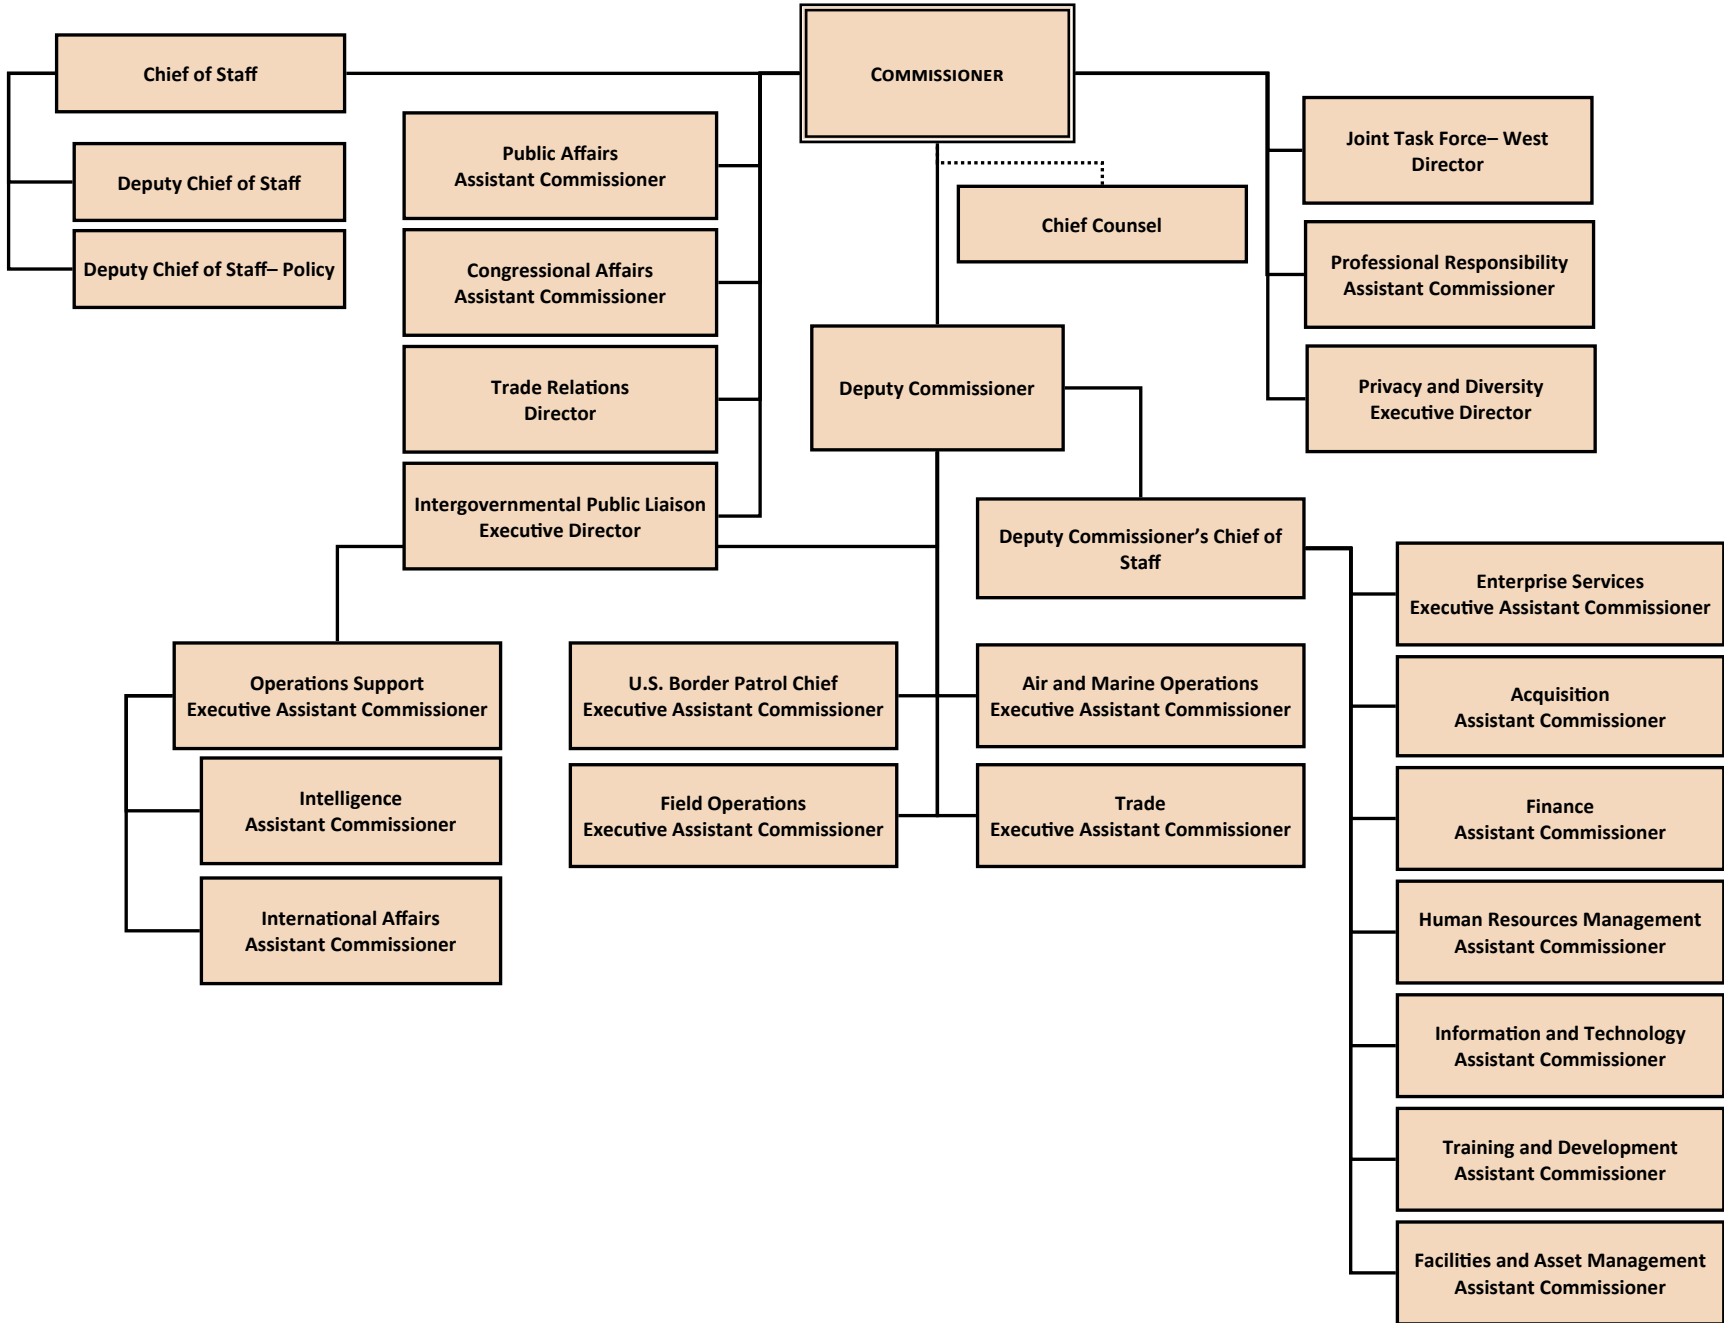 Chief of Staff
Deputy Chief of Staff
Deputy Chief of Staff– Policy
COMMISSIONER
Public Affairs
Assistant Commissioner
Congressional Affairs
Assistant Commissioner
Trade Relations
Director
Intergovernmental Public Liaison
Executive Director
Chief Counsel
Joint Task Force– West
Director
Professional Responsibility
Assistant Commissioner
Privacy and Diversity
Executive Director
Deputy Commissioner
Deputy Commissioner’s Chief of
Staff
Operations Support
Executive Assistant Commissioner
Intelligence
Assistant Commissioner
International Affairs
Assistant Commissioner
U.S. Border Patrol Chief
Executive Assistant Commissioner
Field Operations
Executive Assistant Commissioner
Air and Marine Operations
Executive Assistant Commissioner
Trade
Executive Assistant Commissioner
Enterprise Services
Executive Assistant Commissioner
Acquisition
Assistant Commissioner
Finance
Assistant Commissioner
Human Resources Management
Assistant Commissioner
Information and Technology
Assistant Commissioner
Training and Development
Assistant Commissioner
Facilities and Asset Management
Assistant Commissioner